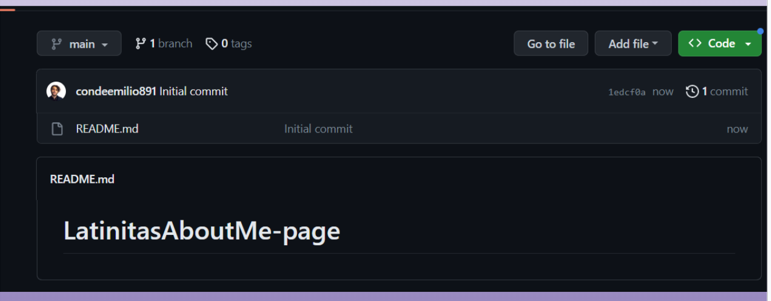 main 1 branch 0 tags Go to file Add file Code
condeemilio891 Initial commit 1edcf0a now 1 commit
README.md Initial commit now
README.md
LatinitasAboutMe-page